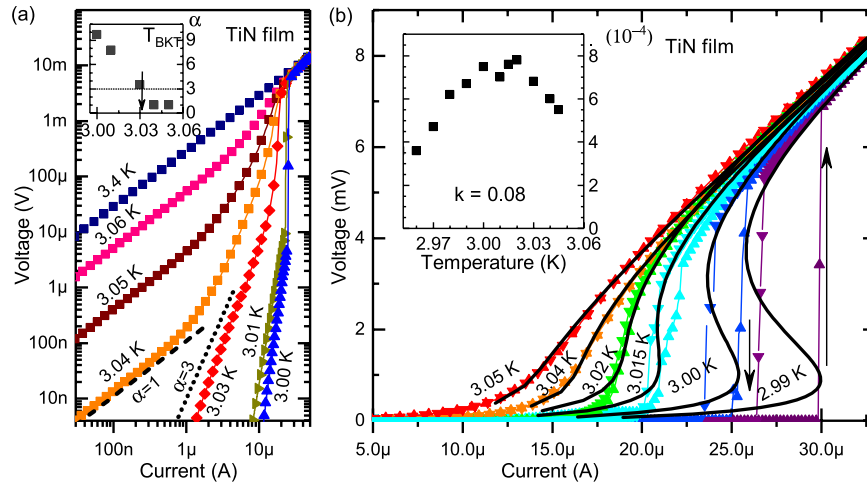 (a)
T_BKT
α
TiN film
9
6
3
0
3.00
3.03
3.06
10m
1m
100μ
10μ
1μ
100n
10n
Voltage (V)
3.4 K
3.06 K
3.05 K
3.04 K
α=1
α=3
3.03 K
3.01 K
3.00 K
100n
1μ
10μ
Current (A)
(b)
TiN film
(10⁻⁴)
8
6
4
2
0
k = 0.08
2.97
3.00
3.03
3.06
Temperature (K)
8
6
4
2
0
Voltage (mV)
3.05 K
3.04 K
3.02 K
3.015 K
3.00 K
2.99 K
5.0μ
10.0μ
15.0μ
20.0μ
25.0μ
30.0μ
Current (A)